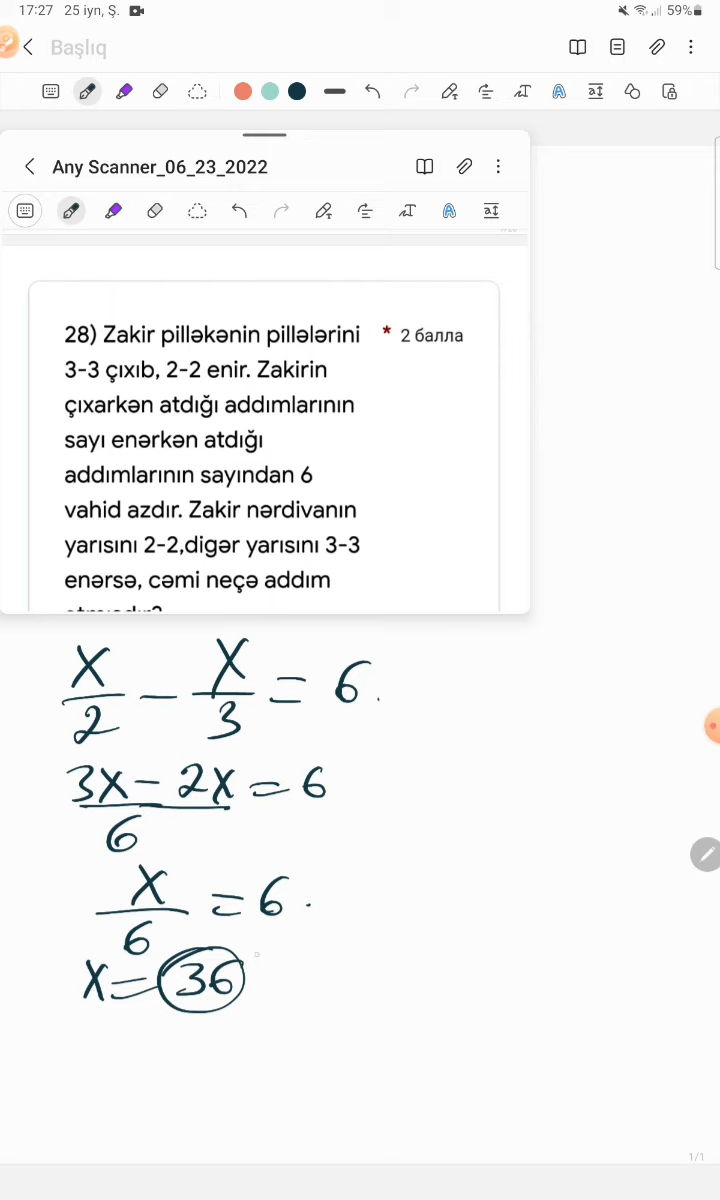 17:27 25 iyn, Ş. 59%
Başlıq
Any Scanner_06_23_2022
28) Zakir pilləkənin pillələrini * 2 балла
3-3 çıxıb, 2-2 enir. Zakirin
çıxarkən atdığı addımlarının
sayı enərkən atdığı
addımlarının sayından 6
vahid azdır. Zakir nərdivanın
yarısını 2-2,digər yarısını 3-3
enərsə, cəmi neçə addım
X/2 - X/3 = 6.
3X - 2X/6 = 6
X/6 = 6.
X = 36
1/1